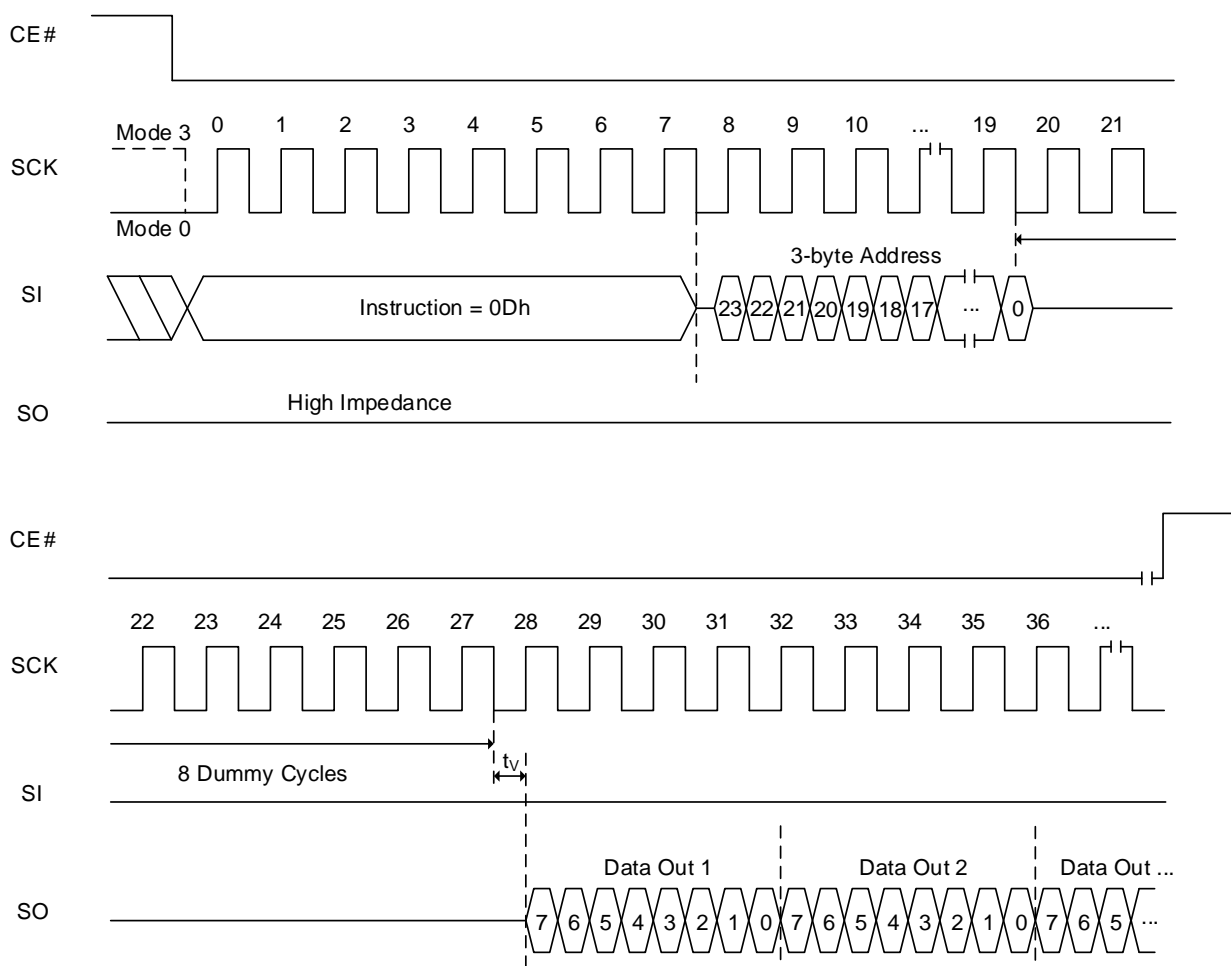 CE#
Mode 3 0 1 2 3 4 5 6 7 8 9 10 ... 19 20 21
SCK
Mode 0
3-byte Address
SI Instruction = 0Dh 23 22 21 20 19 18 17 ... 0
High Impedance
SO
CE#
22 23 24 25 26 27 28 29 30 31 32 33 34 35 36 ...
SCK
8 Dummy Cycles tV
SI
Data Out 1 Data Out 2 Data Out ...
SO 7 6 5 4 3 2 1 0 7 6 5 4 3 2 1 0 7 6 5 ...